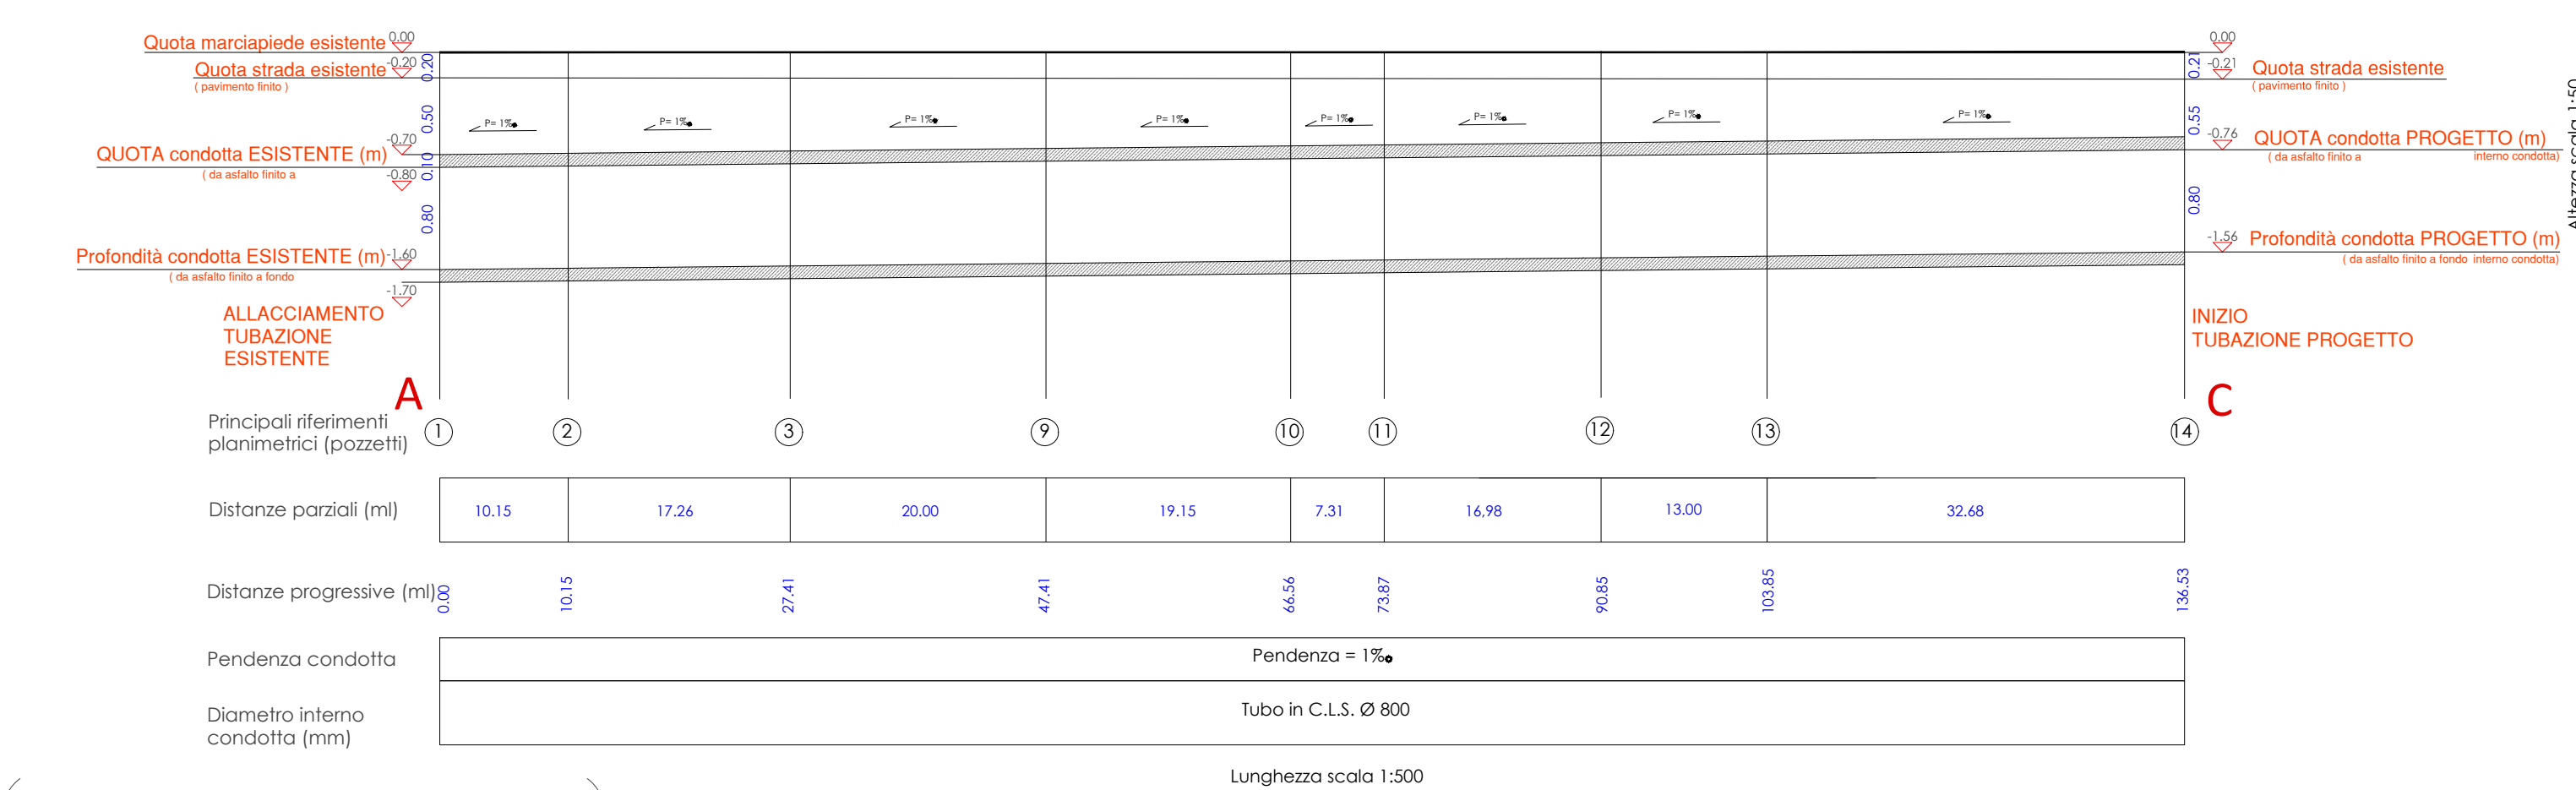 Quota marciapiede esistente 0.00
Quota strada esistente -0.20
( pavimento finito )
0.20
0.50
QUOTA condotta ESISTENTE (m) -0.70
( da asfalto finito a
-0.80
0.10
0.80
Profondità condotta ESISTENTE (m) -1.60
( da asfalto finito a fondo
-1.70
ALLACCIAMENTO
TUBAZIONE
ESISTENTE
P= 1‰
P= 1‰
P= 1‰
P= 1‰
P= 1‰
P= 1‰
P= 1‰
P= 1‰
0.00
0.21
-0.21
Quota strada esistente
( pavimento finito )
0.55
-0.76
QUOTA condotta PROGETTO (m)
( da asfalto finito a interno condotta)
0.80
-1.56
Profondità condotta PROGETTO (m)
( da asfalto finito a fondo interno condotta)
INIZIO
TUBAZIONE PROGETTO
Altezza scala 1:50
A
C
Principali riferimenti
planimetrici (pozzetti)
1 2 3 9 10 11 12 13 14
Distanze parziali (ml)
10.15 17.26 20.00 19.15 7.31 16,98 13.00 32.68
Distanze progressive (ml)
0.00 10.15 27.41 47.41 66.56 73.87 90.85 103.85 136.53
Pendenza condotta
Pendenza = 1‰
Diametro interno
condotta (mm)
Tubo in C.L.S. Ø 800
Lunghezza scala 1:500